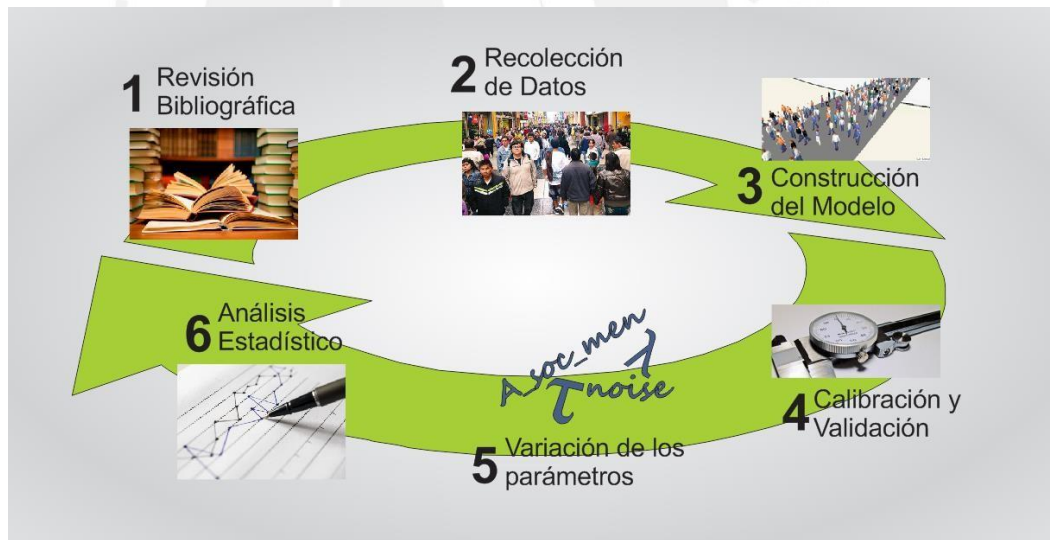 1 Revisión
Bibliográfica
2 Recolección
de Datos
3 Construcción
del Modelo
4 Calibración y
Validación
A_soc_men
λ
τ noise
5 Variación de los
parámetros
6 Análisis
Estadístico